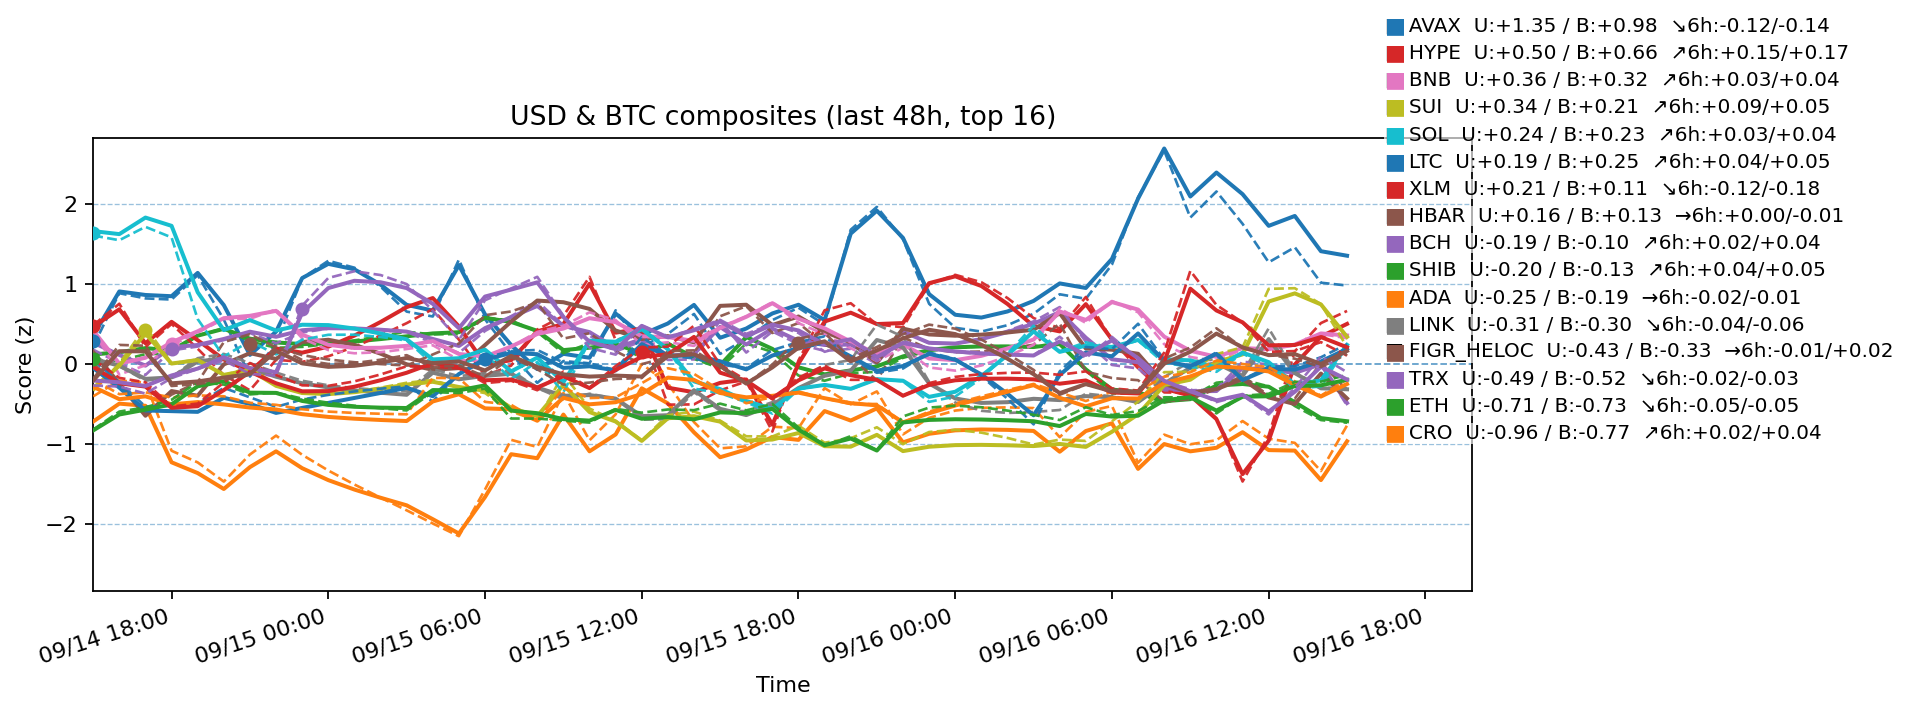 AVAX  U:+1.35 / B:+0.98  ↘6h:-0.12/-0.14
HYPE  U:+0.50 / B:+0.66  ↗6h:+0.15/+0.17
BNB  U:+0.36 / B:+0.32  ↗6h:+0.03/+0.04
SUI  U:+0.34 / B:+0.21  ↗6h:+0.09/+0.05
SOL  U:+0.24 / B:+0.23  ↗6h:+0.03/+0.04
LTC  U:+0.19 / B:+0.25  ↗6h:+0.04/+0.05
XLM  U:+0.21 / B:+0.11  ↘6h:-0.12/-0.18
HBAR  U:+0.16 / B:+0.13  →6h:+0.00/-0.01
BCH  U:-0.19 / B:-0.10  ↗6h:+0.02/+0.04
SHIB  U:-0.20 / B:-0.13  ↗6h:+0.04/+0.05
ADA  U:-0.25 / B:-0.19  →6h:-0.02/-0.01
LINK  U:-0.31 / B:-0.30  ↘6h:-0.04/-0.06
FIGR_HELOC  U:-0.43 / B:-0.33  →6h:-0.01/+0.02
TRX  U:-0.49 / B:-0.52  ↘6h:-0.02/-0.03
ETH  U:-0.71 / B:-0.73  ↘6h:-0.05/-0.05
CRO  U:-0.96 / B:-0.77  ↗6h:+0.02/+0.04
USD & BTC composites (last 48h, top 16)
Score (z)
2
1
0
−1
−2
09/14 18:00
09/15 00:00
09/15 06:00
09/15 12:00
09/15 18:00
09/16 00:00
09/16 06:00
09/16 12:00
09/16 18:00
Time